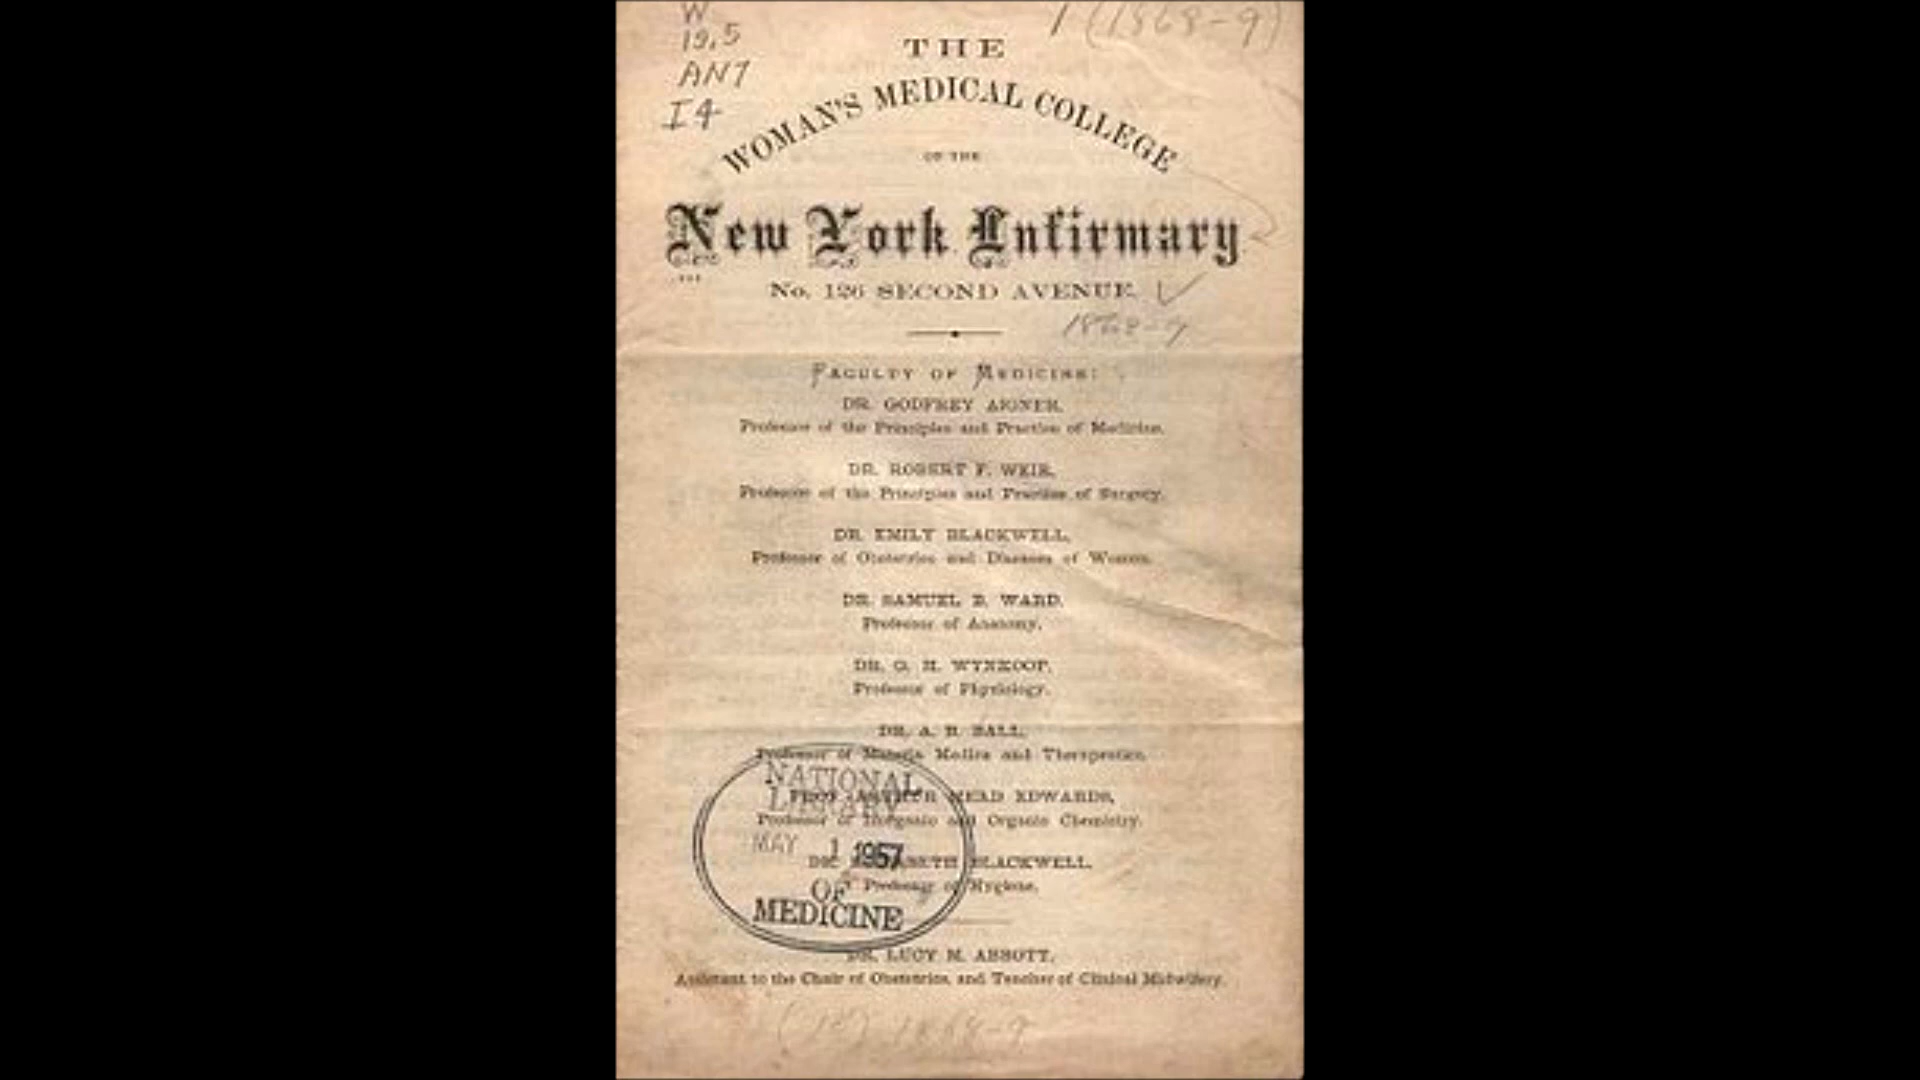 W
19.5
AN7
I4
1 (1868-9)
THE
WOMAN'S MEDICAL COLLEGE
OF THE
New York Infirmary
No. 126 SECOND AVENUE.
1868-9
FACULTY OF MEDICINE:
DR. GODFREY AIGNER,
Professor of the Principles and Practice of Medicine.
DR. ROBERT F. WEIR,
Professor of the Principles and Practice of Surgery.
DR. EMILY BLACKWELL,
Professor of Obstetrics and Diseases of Women.
DR. SAMUEL B. WARD,
Professor of Anatomy.
DR. G. H. WYNKOOP,
Professor of Physiology.
DR. A. B. BALL,
Professor of Materia Medica and Therapeutics.
PROF. ARTHUR MEAD EDWARDS,
Professor of Inorganic and Organic Chemistry.
DR. ELIZABETH BLACKWELL,
Professor of Hygiene.
NATIONAL
LIBRARY
MAY 1 1957
OF
MEDICINE
DR. LUCY M. ABBOTT,
Assistant to the Chair of Obstetrics, and Teacher of Clinical Midwifery.
1868-9